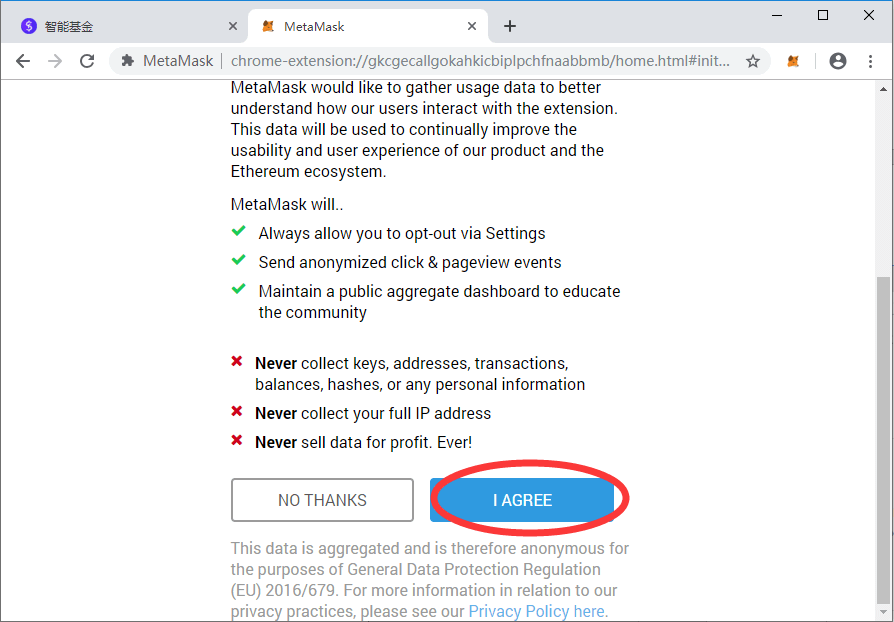 智能基金
MetaMask
MetaMask
chrome-extension://gkcgecallgokahkicbiplpchfnaabbmb/home.html#init...
MetaMask would like to gather usage data to better
understand how our users interact with the extension.
This data will be used to continually improve the
usability and user experience of our product and the
Ethereum ecosystem.
MetaMask will..
Always allow you to opt-out via Settings
Send anonymized click & pageview events
Maintain a public aggregate dashboard to educate
the community
Never collect keys, addresses, transactions,
balances, hashes, or any personal information
Never collect your full IP address
Never sell data for profit. Ever!
NO THANKS
I AGREE
This data is aggregated and is therefore anonymous for
the purposes of General Data Protection Regulation
(EU) 2016/679. For more information in relation to our
privacy practices, please see our Privacy Policy here.